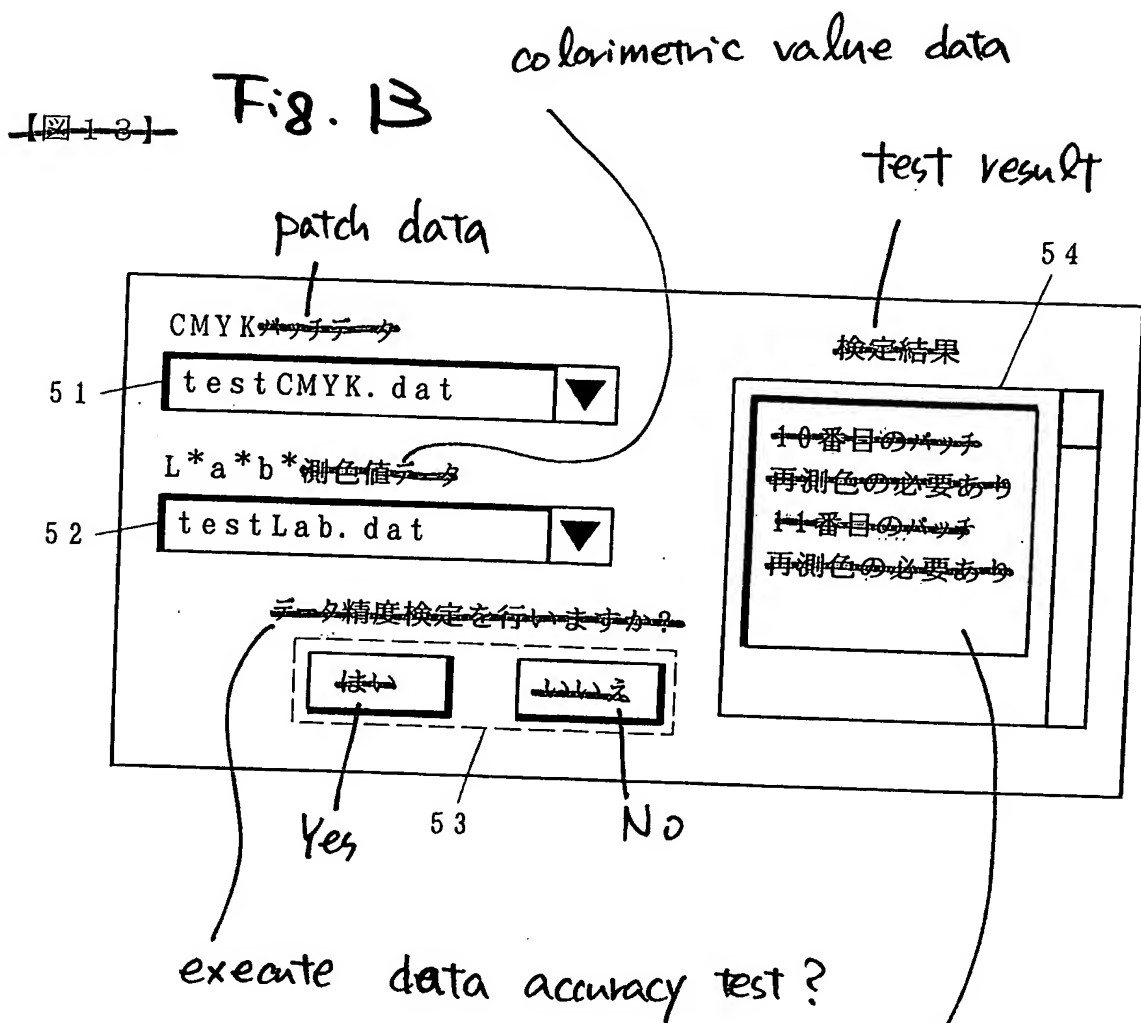 colorimetric value data
【図13】 Fig. 13
test result
patch data
54
CMYKパッチデータ
検定結果
51
testCMYK.dat
10番目のパッチ
再測色の必要あり
11番目のパッチ
再測色の必要あり
L*a*b*測色値データ
52
testLab.dat
データ精度検定を行いますか?
はい
いいえ
Yes
53
No
execute data accuracy test?